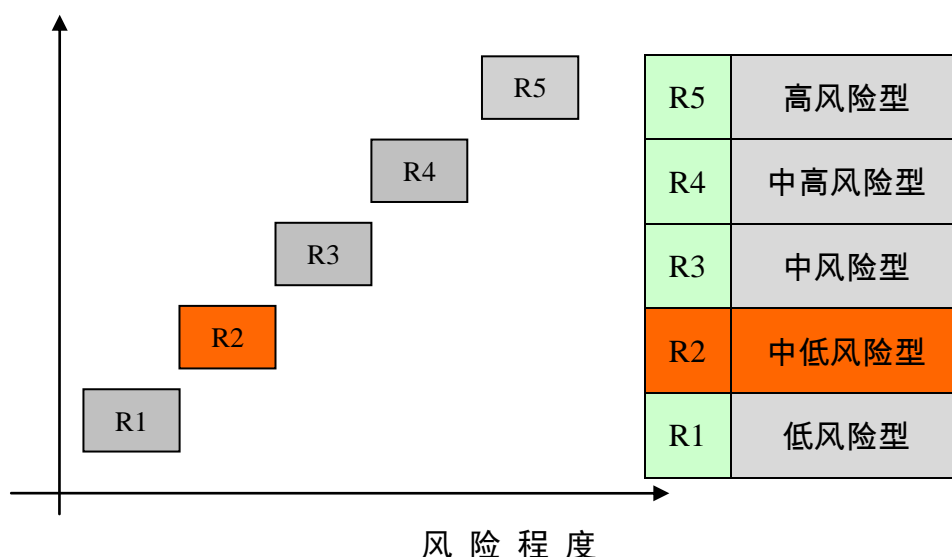 R5
R4
R3
R2
R1
R5 高风险型
R4 中高风险型
R3 中风险型
R2 中低风险型
R1 低风险型
风险程度